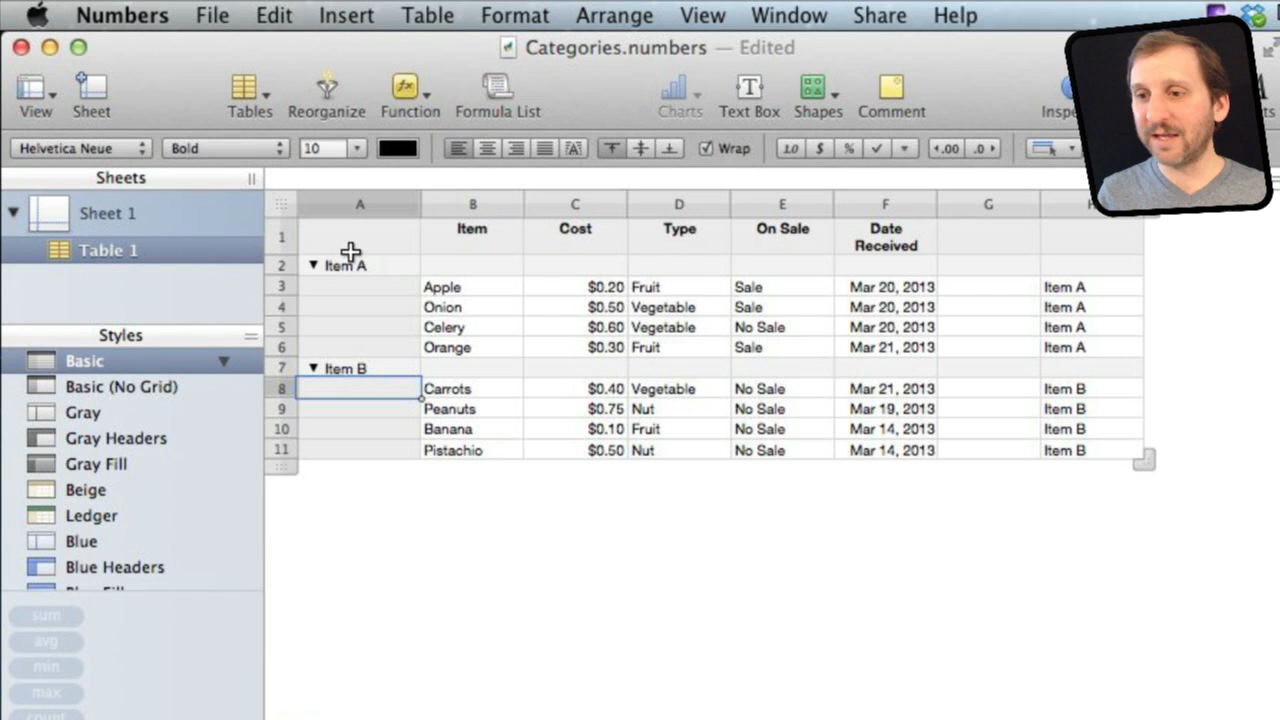 Numbers File Edit Insert Table Format Arrange View Window Share Help
Categories.numbers — Edited
View Sheet Tables Reorganize Function Formula List Charts Text Box Shapes Comment
Helvetica Neue Bold 10 Wrap 1.0 $ % .00 .0
Sheets
A B C D E F G
Sheet 1
1 Item Cost Type On Sale Date Received
Table 1
2 Item A
3 Apple $0.20 Fruit Sale Mar 20, 2013 Item A
4 Onion $0.50 Vegetable Sale Mar 20, 2013 Item A
5 Celery $0.60 Vegetable No Sale Mar 20, 2013 Item A
6 Orange $0.30 Fruit Sale Mar 21, 2013 Item A
7 Item B
8 Carrots $0.40 Vegetable No Sale Mar 21, 2013 Item B
9 Peanuts $0.75 Nut No Sale Mar 19, 2013 Item B
10 Banana $0.10 Fruit No Sale Mar 14, 2013 Item B
11 Pistachio $0.50 Nut No Sale Mar 14, 2013 Item B
Styles
Basic
Basic (No Grid)
Gray
Gray Headers
Gray Fill
Beige
Ledger
Blue
Blue Headers
sum
avg
min
max